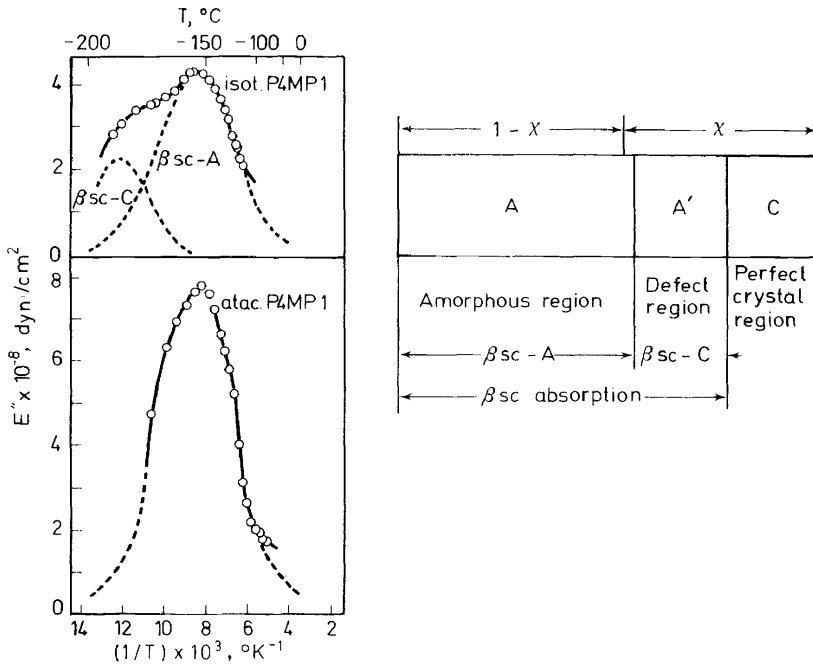 T, °C
-200 -150 -100 -50 0
4
2
0
isot. P4MP1
βsc-A
βsc-C
8
6
4
2
0
atac. P4MP1
E" x 10⁻⁸, dyn/cm²
14 12 10 8 6 4 2
(1/T) x 10³, °K⁻¹
1 - χ χ
A A′ C
Amorphous region
Defect region
Perfect crystal region
βsc-A βsc-C
βsc absorption